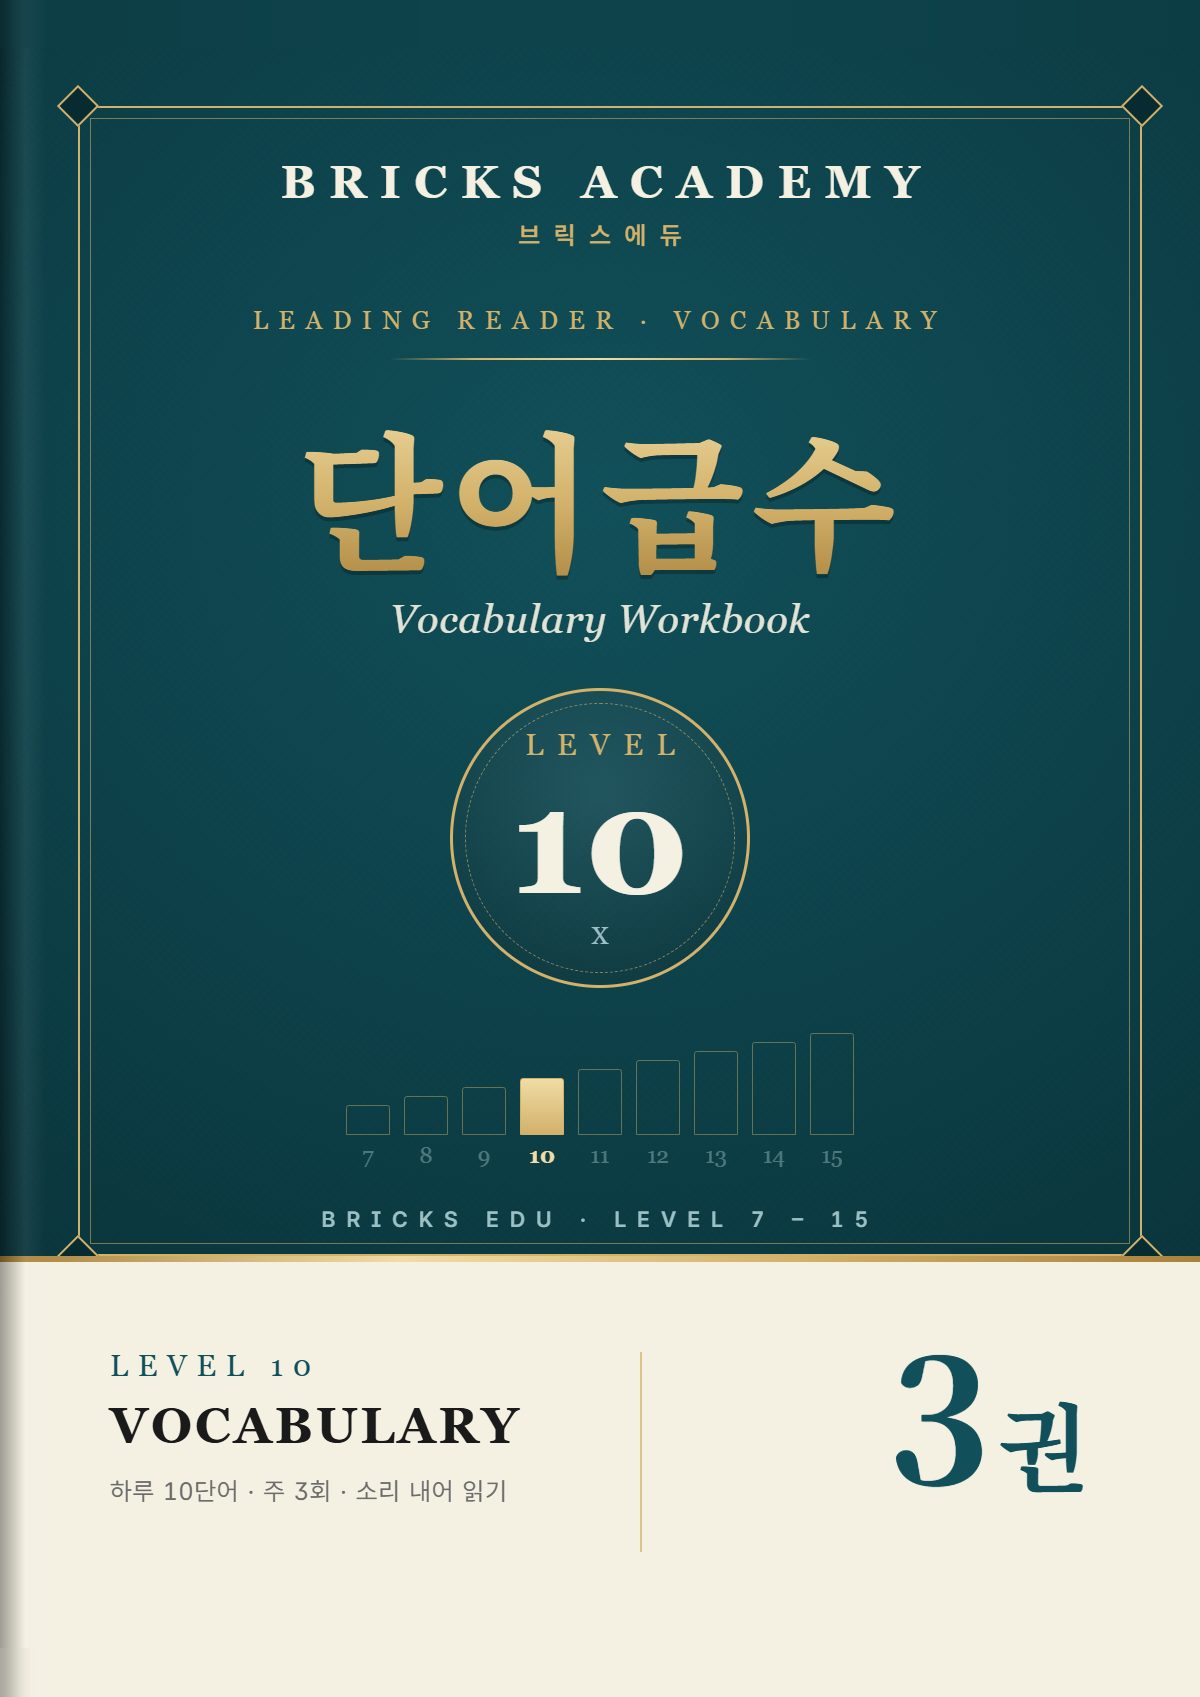 BRICKS ACADEMY
브릭스에듀
LEADING READER · VOCABULARY
단어급수
Vocabulary Workbook
LEVEL
10
X
7 8 9 10 11 12 13 14 15
BRICKS EDU · LEVEL 7 – 15
LEVEL 10
VOCABULARY
하루 10단어 · 주 3회 · 소리 내어 읽기
3권